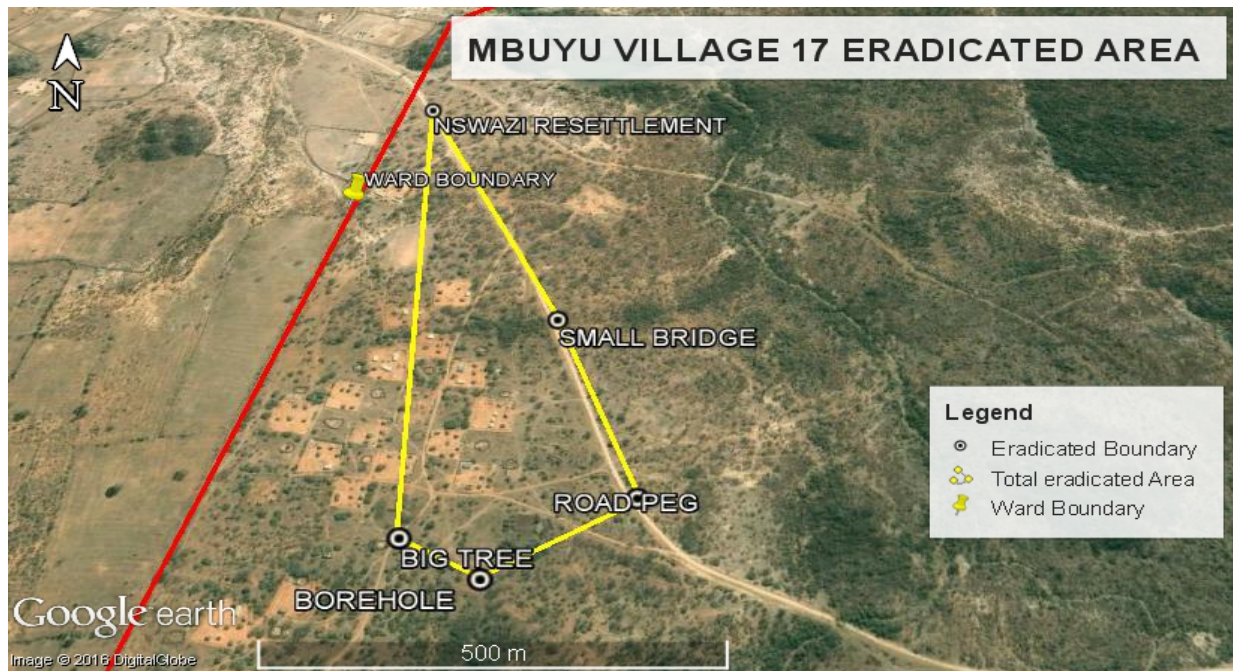 MBUYU VILLAGE 17 ERADICATED AREA
N
NSWAZI RESETTLEMENT
WARD BOUNDARY
SMALL BRIDGE
ROAD PEG
BIG TREE
BOREHOLE
Legend
Eradicated Boundary
Total eradicated Area
Ward Boundary
Google earth
Image © 2016 DigitalGlobe
500 m